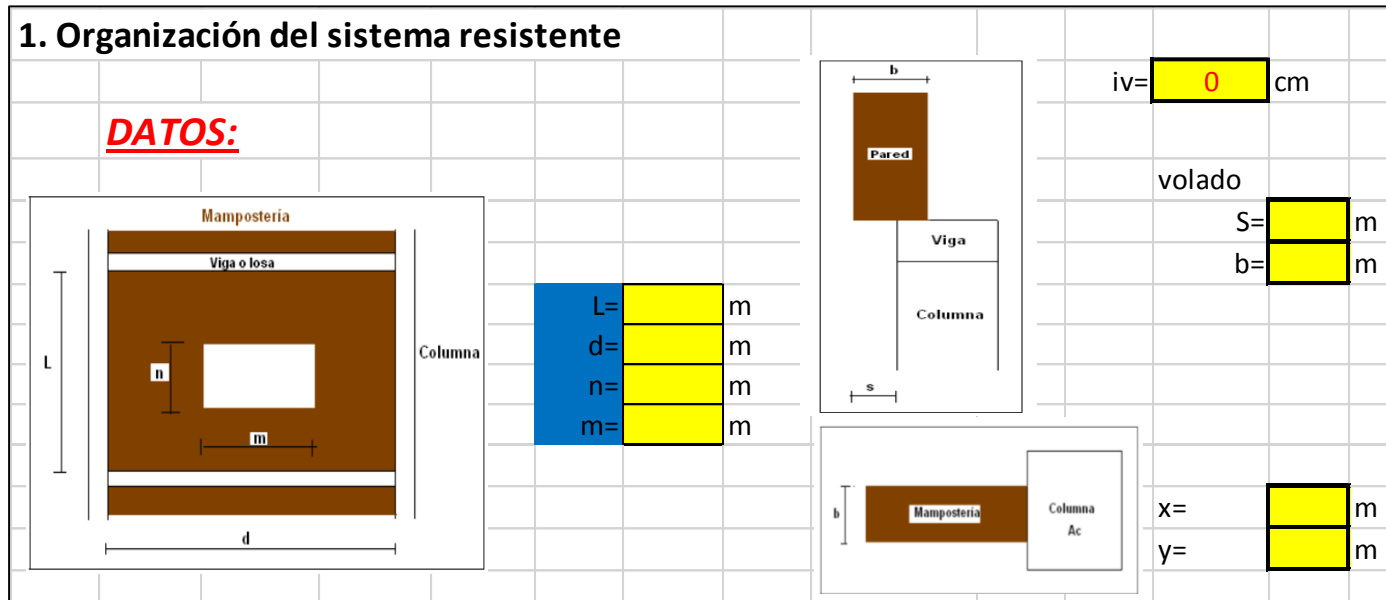 1. Organización del sistema resistente
DATOS:
Mampostería
Viga o losa
L
n
m
d
Columna
L= m
d= m
n= m
m= m
b
Pared
Viga
Columna
s
iv= 0 cm
volado
S= m
b= m
b
Mampostería
Columna
Ac
x= m
y= m